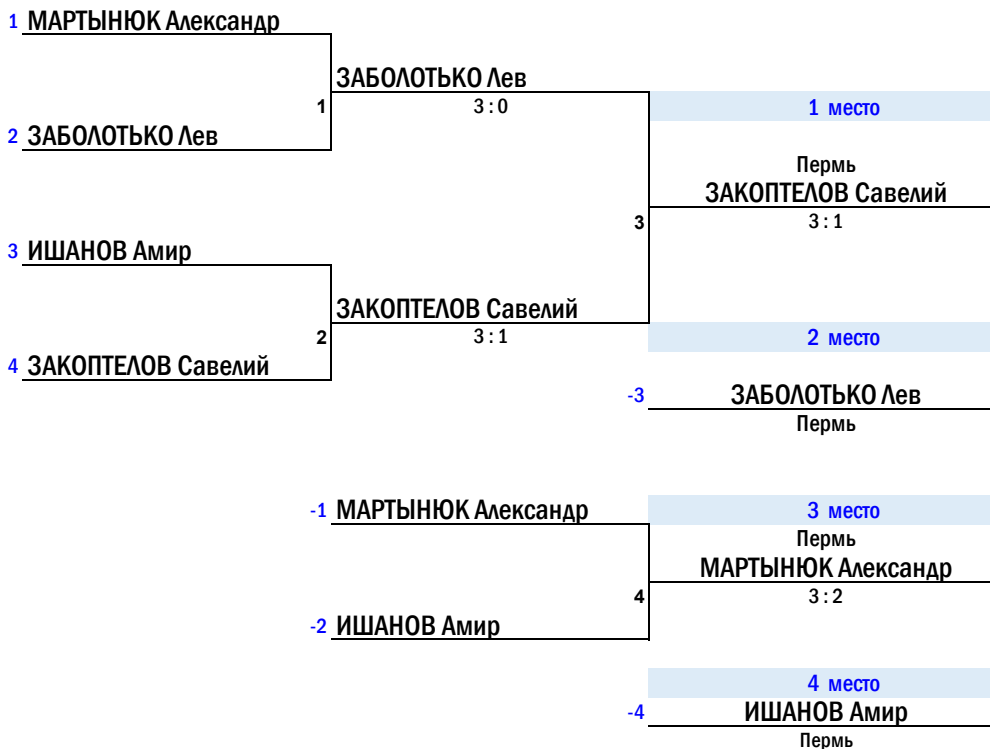 1 МАРТЫНЮК Александр
ЗАБОЛОТЬКО Лев
1 3 : 0 1 место
2 ЗАБОЛОТЬКО Лев
Пермь
ЗАКОПТЕЛОВ Савелий
3 3 : 1
3 ИШАНОВ Амир
ЗАКОПТЕЛОВ Савелий
2 3 : 1 2 место
4 ЗАКОПТЕЛОВ Савелий
-3 ЗАБОЛОТЬКО Лев
Пермь
-1 МАРТЫНЮК Александр 3 место
Пермь
МАРТЫНЮК Александр
4 3 : 2
-2 ИШАНОВ Амир
4 место
-4 ИШАНОВ Амир
Пермь